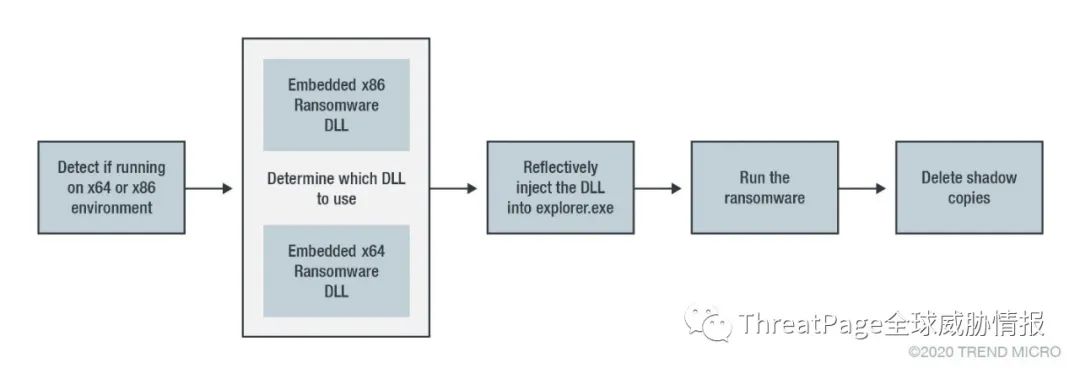 Detect if running
on x64 or x86
environment
Embedded x86
Ransomware
DLL
Determine which DLL
to use
Embedded x64
Ransomware
DLL
Reflectively
inject the DLL
into explorer.exe
Run the
ransomware
Delete shadow
copies
ThreatPage全球威胁情报
©2020 TREND MICRO